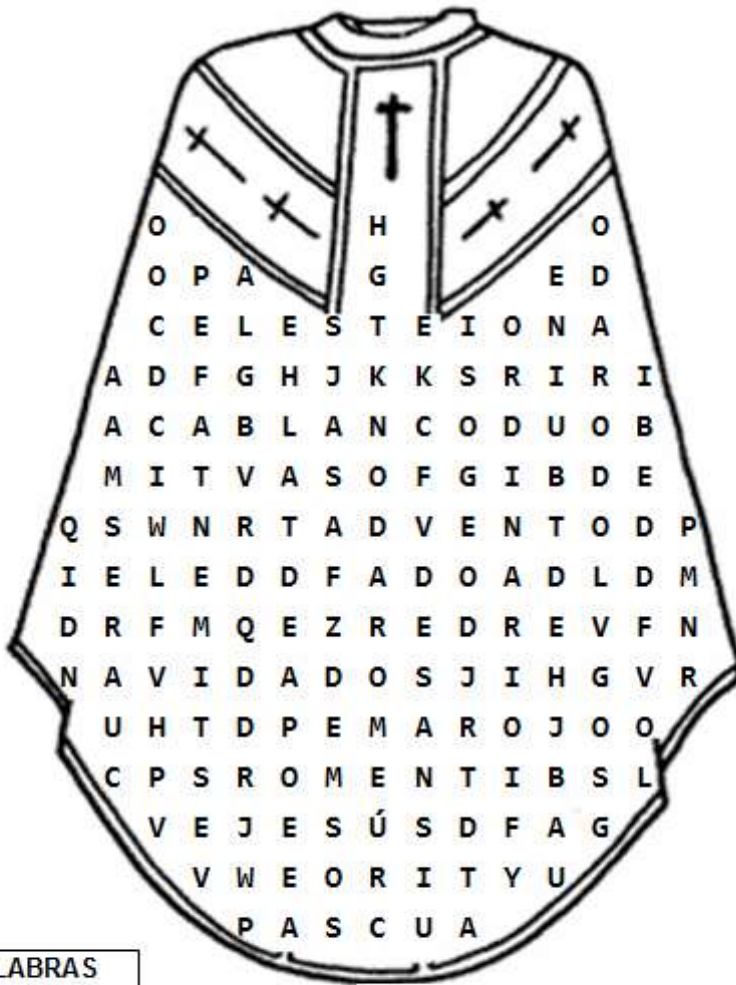 O H O
O P A G E D
C E L E S T E I O N A
A D F G H J K K S R I R I
A C A B L A N C O D U O B
M I T V A S O F G I B D E
Q S W N R T A D V E N T O D P
I E L E D D F A D O A D L D M
D R F M Q E Z R E D R E V F N
N A V I D A D O S J I H G V R
U H T D P E M A R O J O O
C P S R O M E N T I B S L
V E J E S Ú S D F A G
V W E O R I T Y U
P A S C U A
LABRAS